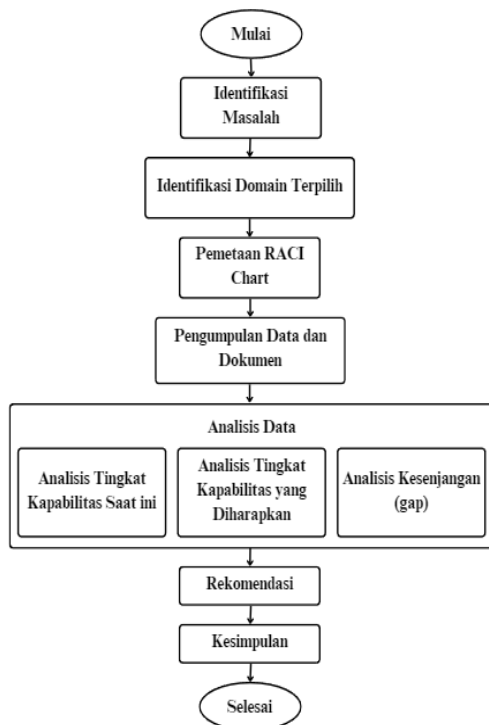 Mulai
Identifikasi
Masalah
Identifikasi Domain Terpilih
Pemetaan RACI
Chart
Pengumpulan Data dan
Dokumen
Analisis Data
Analisis Tingkat
Kapabilitas Saat ini
Analisis Tingkat
Kapabilitas yang
Diharapkan
Analisis Kesenjangan
(gap)
Rekomendasi
Kesimpulan
Selesai